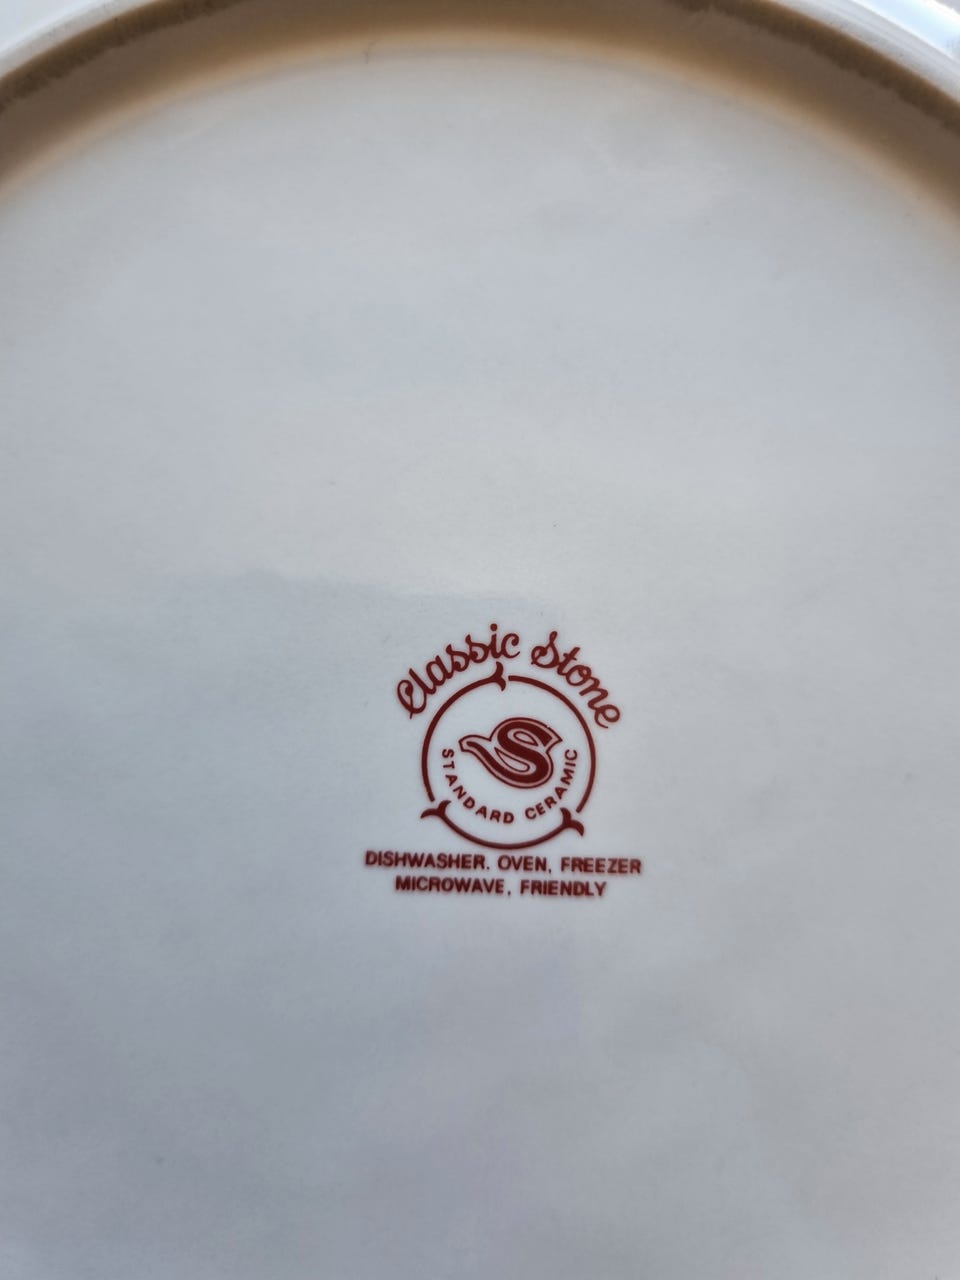 Classic Stone
S
STANDARD CERAMIC
DISHWASHER. OVEN, FREEZER
MICROWAVE, FRIENDLY